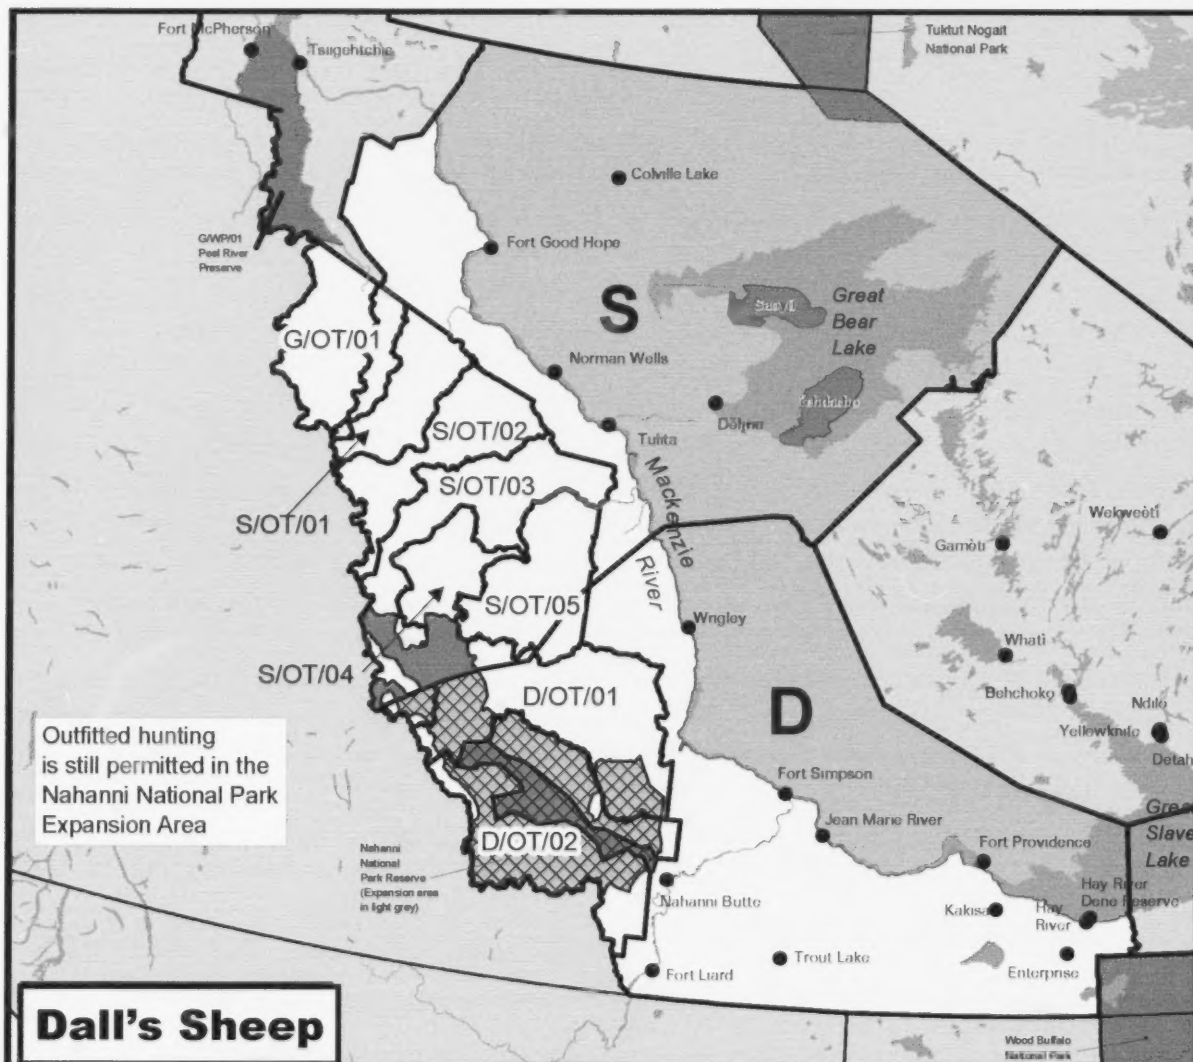 Fort McPherson
Tsiigehtchic
Tuktut Nogait
National Park
Colville Lake
G/WP/01
Peel River
Preserve
Fort Good Hope
S
Great
Bear
Lake
G/OT/01
Norman Wells
Tulita
S/OT/02
S/OT/03
S/OT/01
Mackenzie
River
Wekweètì
Gamètì
S/OT/05
Wrigley
Whatì
S/OT/04
D/OT/01
D
Behchokǫ
Ndilo
Yellowknife
Detah
Outfitted hunting
is still permitted in the
Nahanni National Park
Expansion Area
Fort Simpson
Jean Marie River
Great
Slave
Lake
D/OT/02
Fort Providence
Nahanni
National
Park Reserve
(Expansion area
in light grey)
Hay River
Dene Reserve
Nahanni Butte
Kakisa
Hay
River
Trout Lake
Enterprise
Fort Liard
Dall's Sheep
Wood Buffalo
National Park